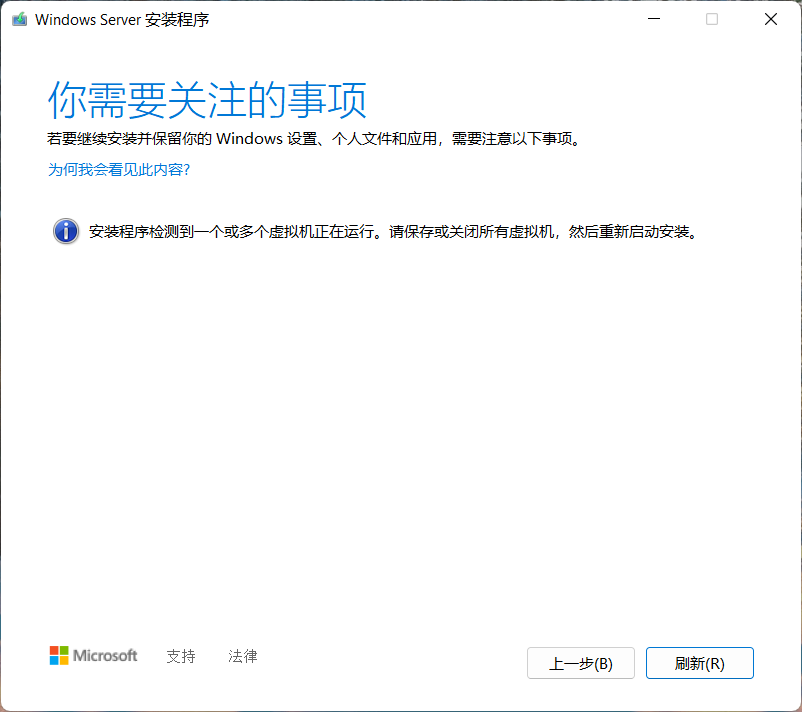 Windows Server 安装程序
你需要关注的事项
若要继续安装并保留你的 Windows 设置、个人文件和应用，需要注意以下事项。
为何我会看见此内容?
安装程序检测到一个或多个虚拟机正在运行。请保存或关闭所有虚拟机，然后重新启动安装。
Microsoft 支持 法律 上一步(B) 刷新(R)